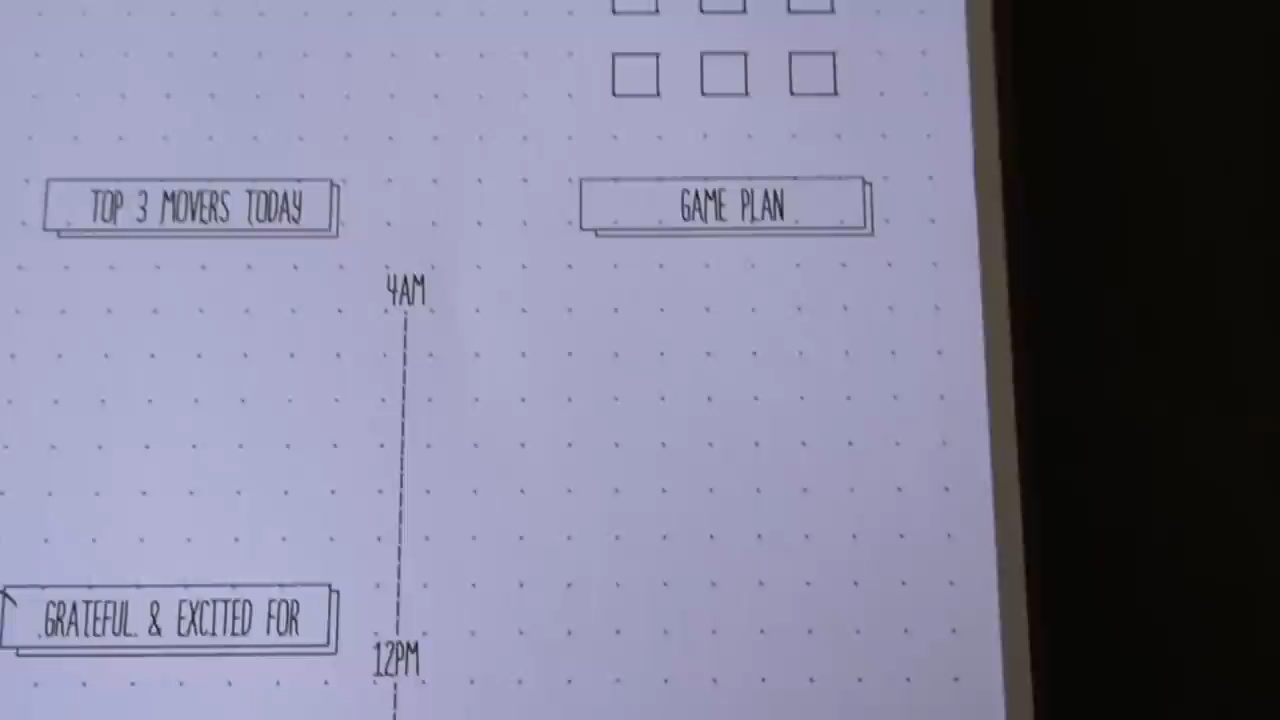 TOP 3 MOVERS TODAY
GAME PLAN
4AM
GRATEFUL & EXCITED FOR
12PM